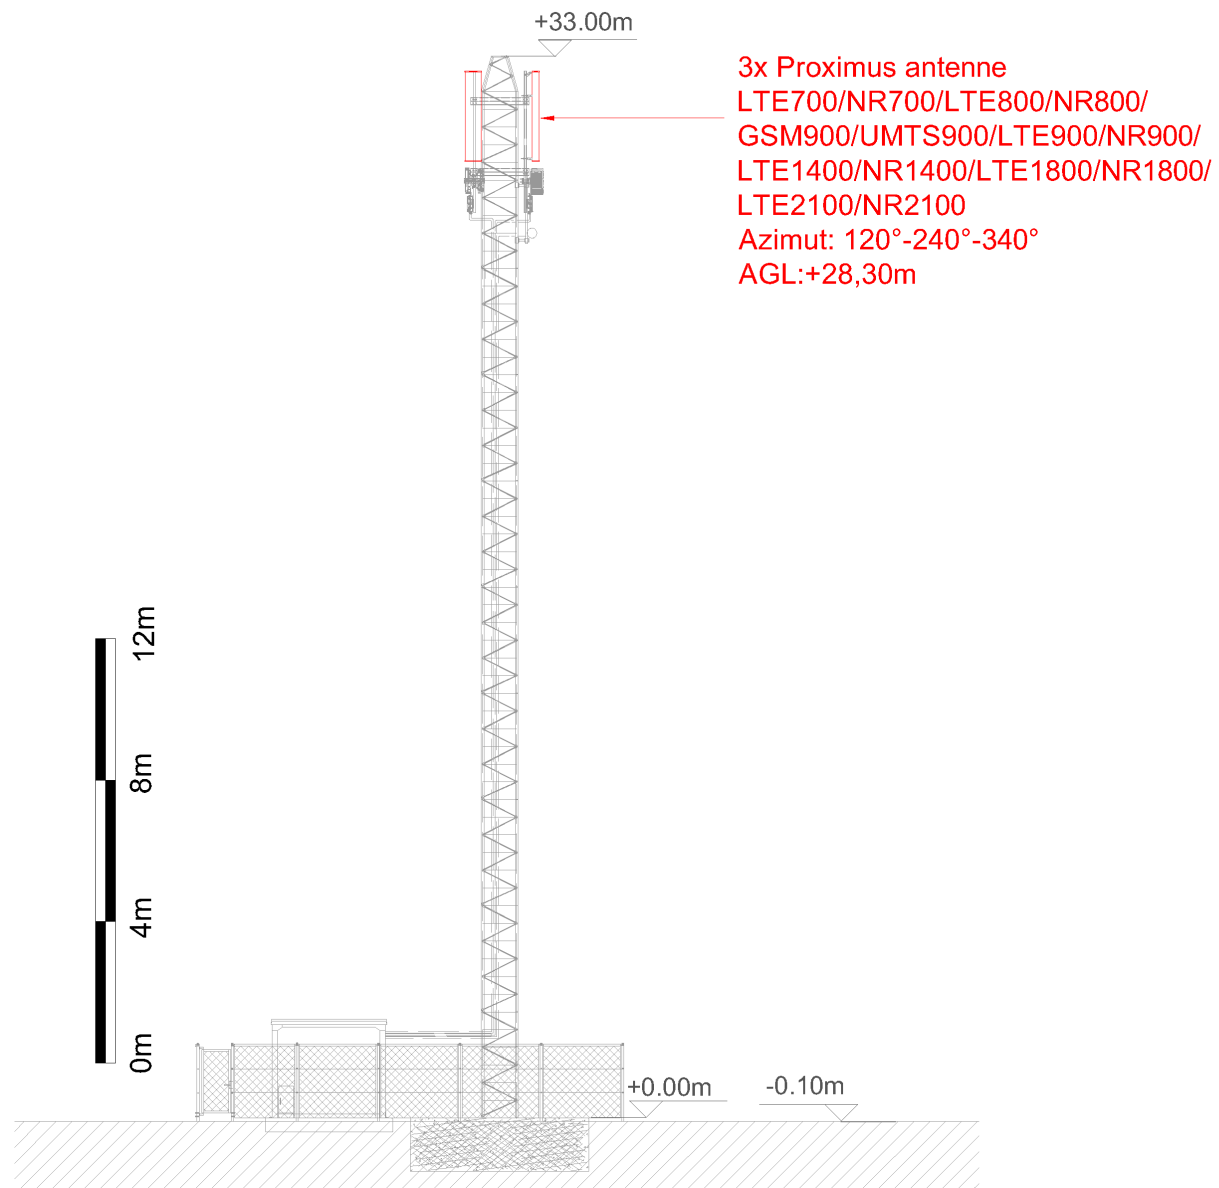 +33.00m
3x Proximus antenne
LTE700/NR700/LTE800/NR800/
GSM900/UMTS900/LTE900/NR900/
LTE1400/NR1400/LTE1800/NR1800/
LTE2100/NR2100
Azimut: 120°-240°-340°
AGL:+28,30m
12m
8m
4m
0m
+0.00m
-0.10m